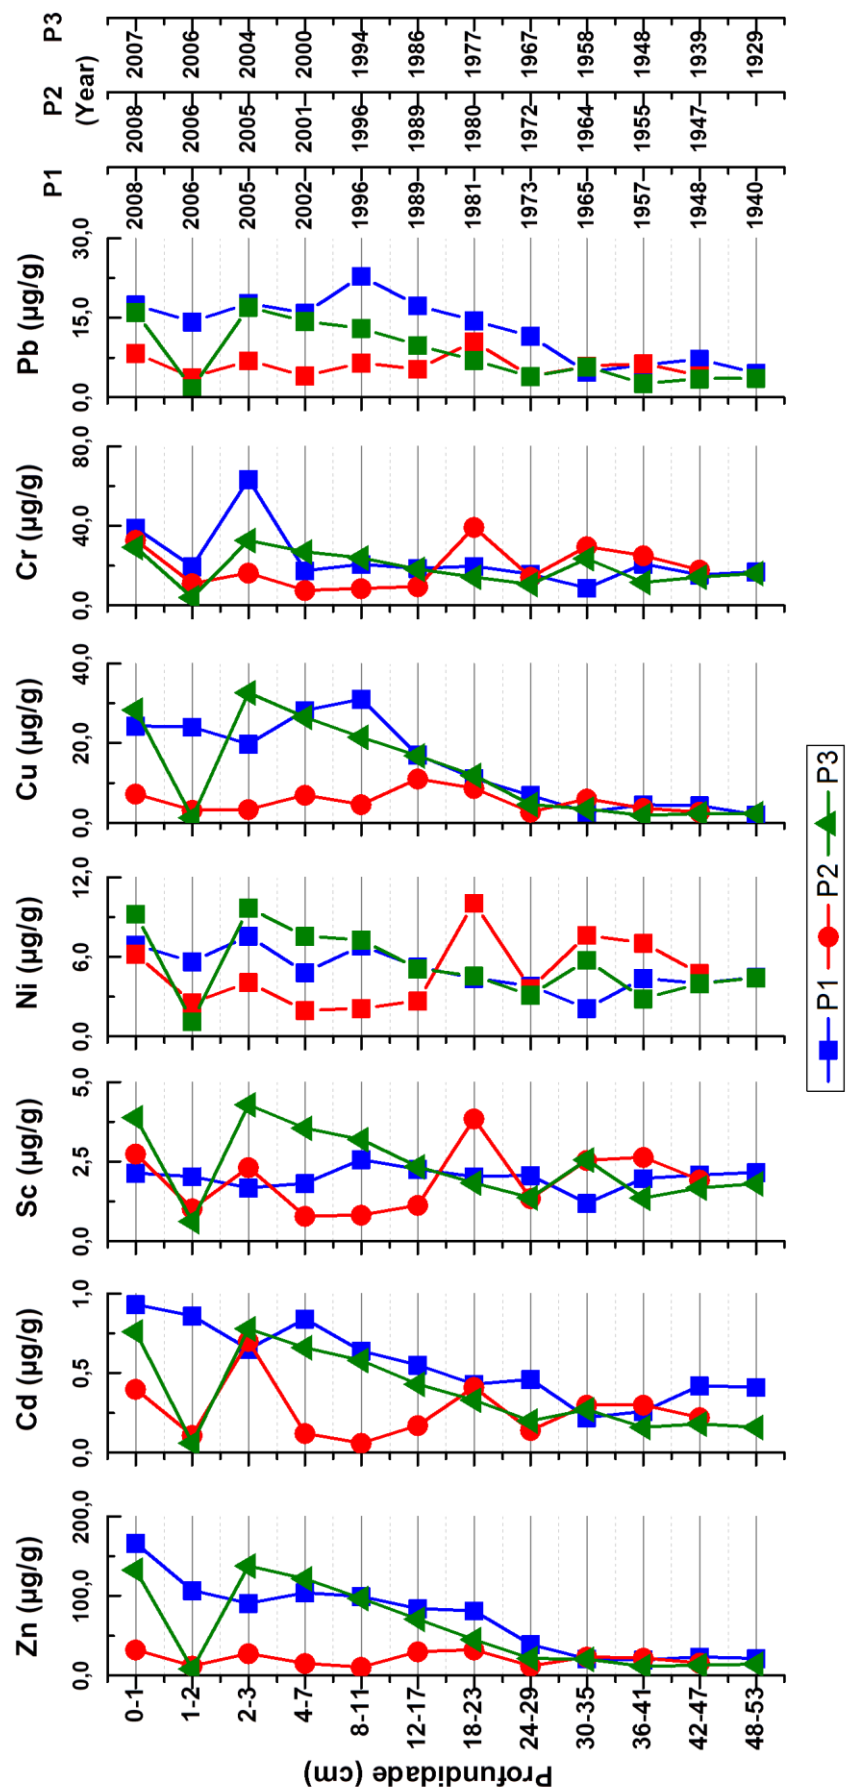 P1 P2 P3
(Year)
Zn (µg/g) Cd (µg/g) Sc (µg/g) Ni (µg/g) Cu (µg/g) Cr (µg/g) Pb (µg/g)
0,0 100,0 200,0 0,0 0,5 1,0 0,0 2,5 5,0 0,0 6,0 12,0 0,0 20,0 40,0 0,0 40,0 80,0 0,0 15,0 30,0
Profundidade (cm)
0-1 2008 2008 2007
1-2 2006 2006 2006
2-3 2005 2005 2004
4-7 2002 2001 2000
8-11 1996 1996 1994
12-17 1989 1989 1986
18-23 1981 1980 1977
24-29 1973 1972 1967
30-35 1965 1964 1958
36-41 1957 1955 1948
42-47 1948 1947 1939
48-53 1940 1929
P1 P2 P3